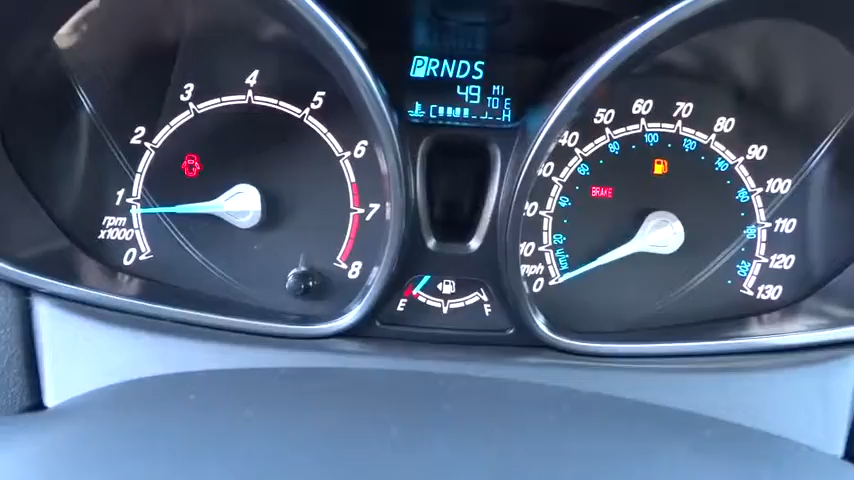 0 1 2 3 4 5 6 7 8
rpm
x1000
PRNDS
49 MI
TO E
C H
E F
BRAKE
0 10 20 30 40 50 60 70 80 90 100 110 120 130
mph
20 40 60 80 100 120 140 160 180 200
km/h